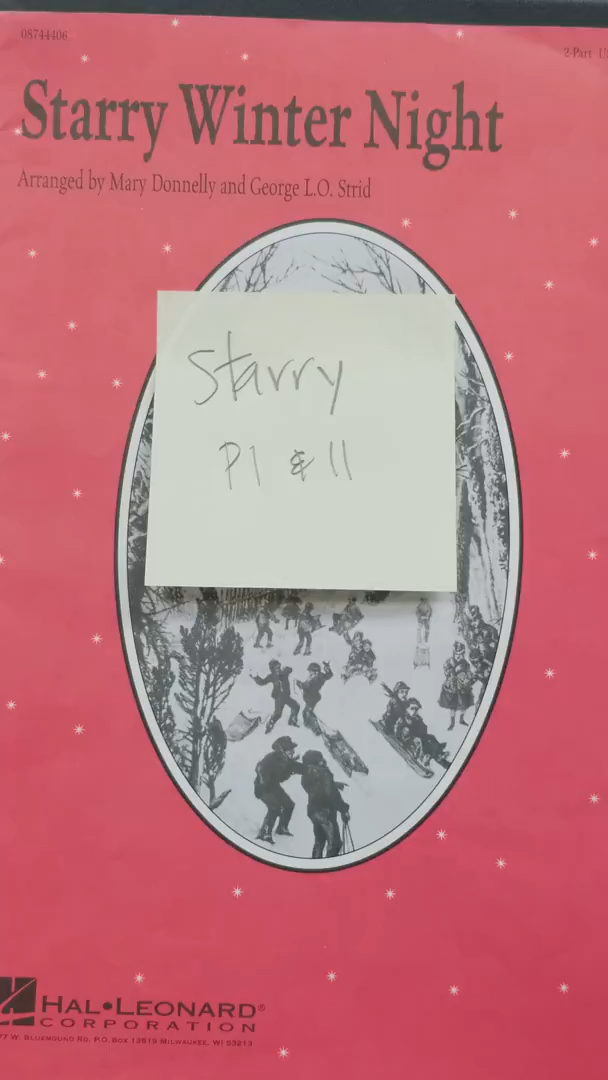 08744406
2-Part
Starry Winter Night
Arranged by Mary Donnelly and George L.O. Strid
Starry
P1 & 11
HAL•LEONARD®
CORPORATION
77 W. BLUEMOUND RD. P.O. BOX 13819 MILWAUKEE, WI 53213